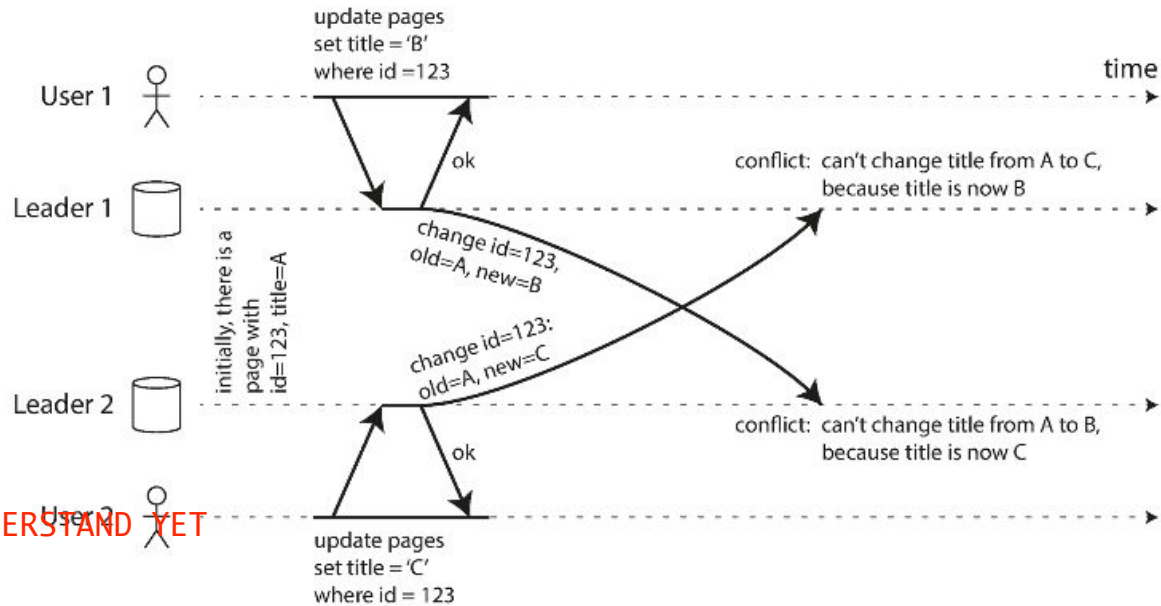 update pages
set title = 'B'
where id =123
time
User 1
ok
conflict: can't change title from A to C,
because title is now B
Leader 1
change id=123,
old=A, new=B
initially, there is a
page with
id=123, title=A
change id=123:
old=A, new=C
Leader 2
conflict: can't change title from A to B,
because title is now C
ok
User 2
ERSTAND YET
update pages
set title = 'C'
where id = 123